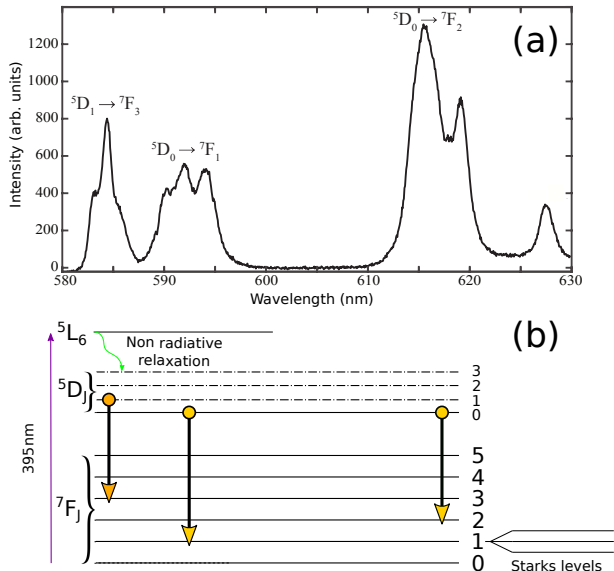 (a)
⁵D₀ → ⁷F₂
⁵D₁ → ⁷F₃
⁵D₀ → ⁷F₁
Intensity (arb. units)
1200
1000
800
600
400
200
0
580 590 600 610 620 630
Wavelength (nm)
(b)
⁵L₆
Non radiative
relaxation
⁵D_J
3
2
1
0
395nm
⁷F_J
5
4
3
2
1
0
Starks levels